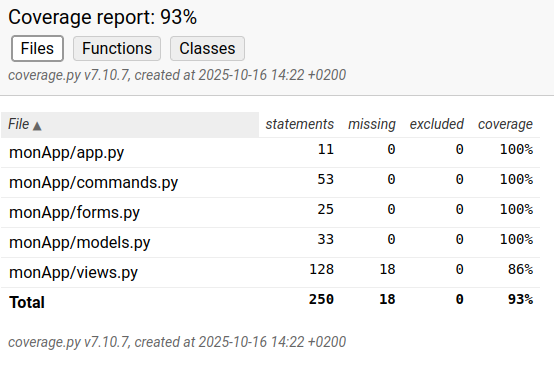 Coverage report: 93%
Files Functions Classes
coverage.py v7.10.7, created at 2025-10-16 14:22 +0200
File ▲ statements missing excluded coverage
monApp/app.py 11 0 0 100%
monApp/commands.py 53 0 0 100%
monApp/forms.py 25 0 0 100%
monApp/models.py 33 0 0 100%
monApp/views.py 128 18 0 86%
Total 250 18 0 93%
coverage.py v7.10.7, created at 2025-10-16 14:22 +0200